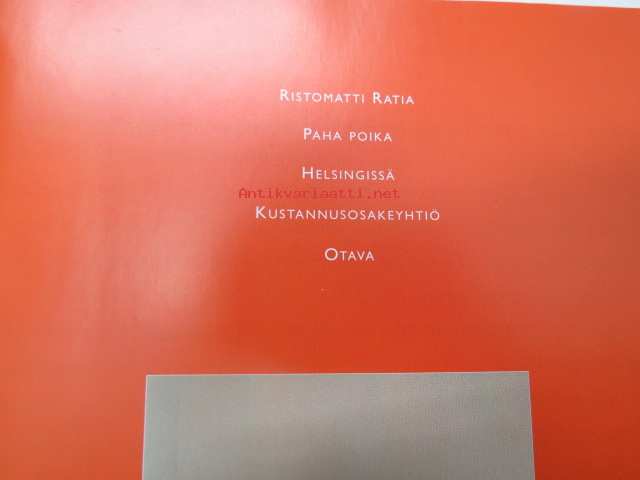 Ristomatti Ratia
Paha poika
Helsingissä
Antikvariaatti.net
Kustannusosakeyhtiö
Otava